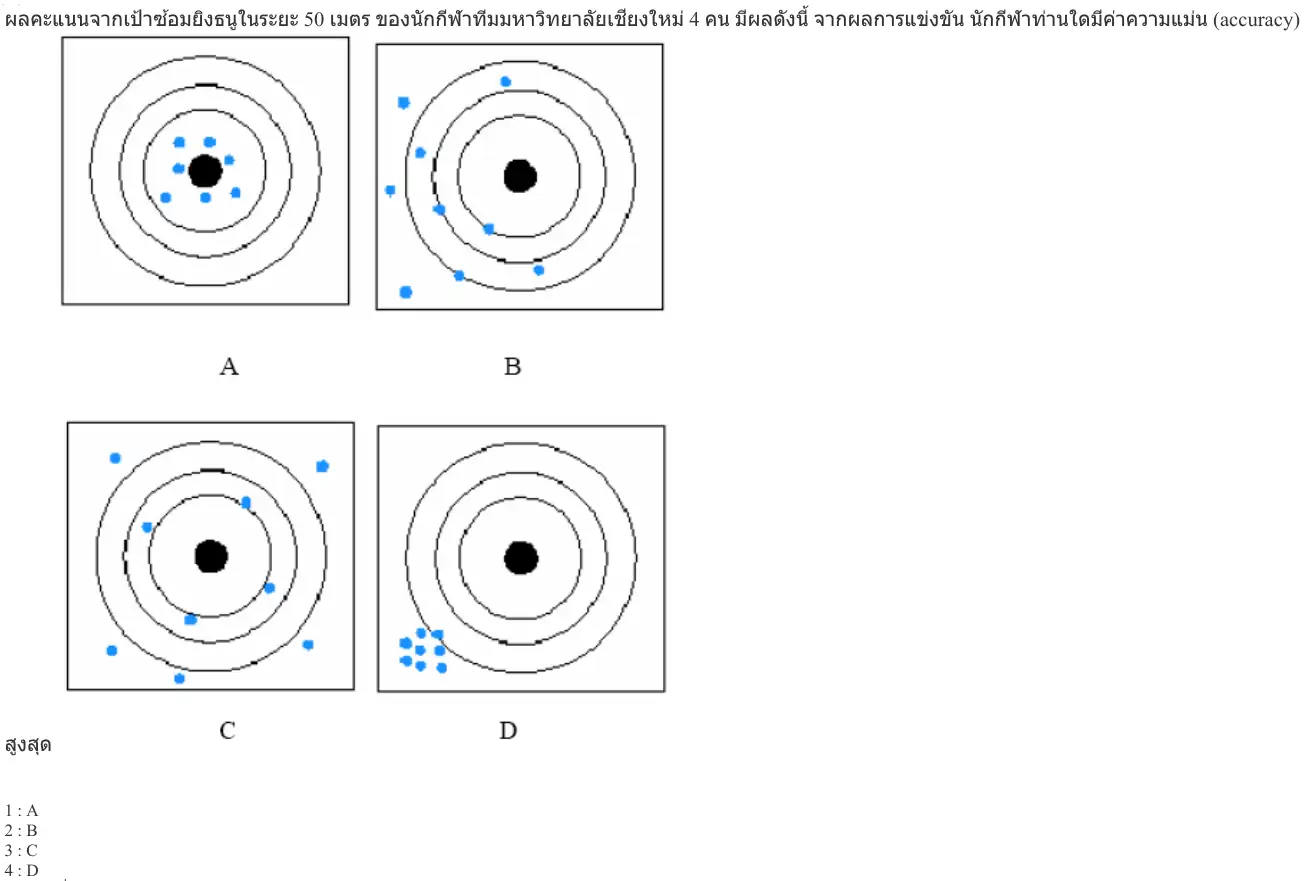 ผลคะแนนจากเป้าซ้อมยิงธนูในระยะ 50 เมตร ของนักกีฬาทีมมหาวิทยาลัยเชียงใหม่ 4 คน มีผลดังนี้ จากผลการแข่งขัน นักกีฬาท่านใดมีค่าความแม่น (accuracy)
A
B
C
D
สูงสุด
1 : A
2 : B
3 : C
4 : D